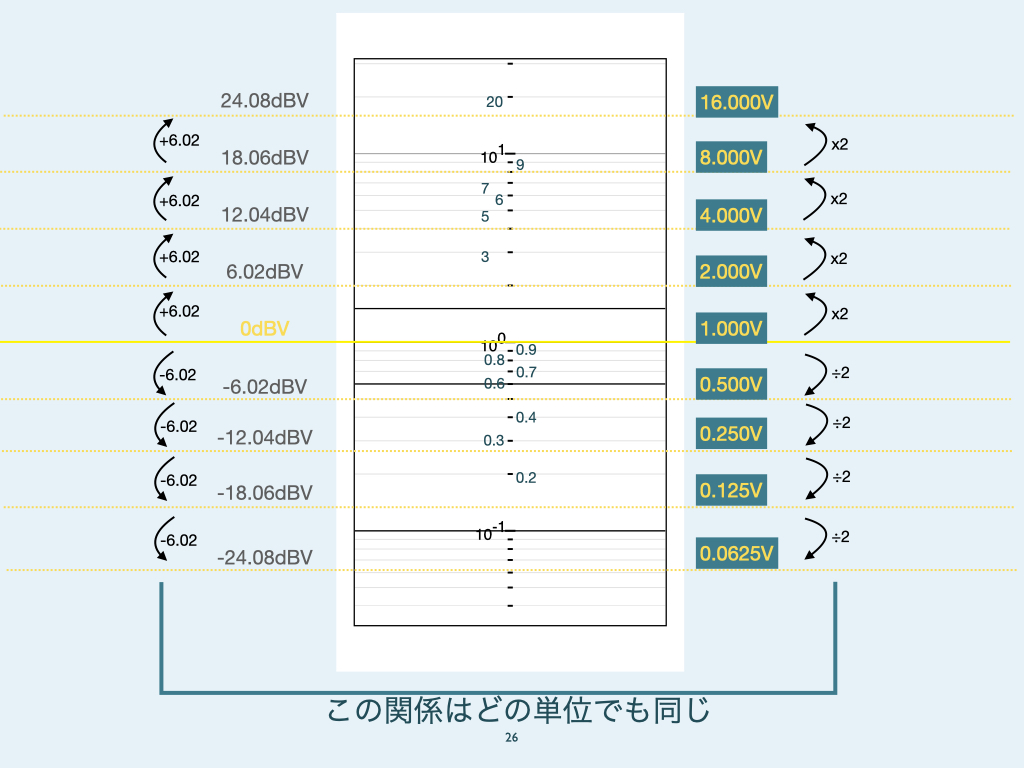 24.08dBV
20
16.000V
+6.02
x2
18.06dBV
10^1
9
8.000V
+6.02
7
6
x2
12.04dBV
5
4.000V
+6.02
3
x2
6.02dBV
2.000V
+6.02
x2
0dBV
10^0
1.000V
0.9
0.8
-6.02
0.7
÷2
-6.02dBV
0.6
0.500V
-6.02
0.4
÷2
-12.04dBV
0.3
0.250V
-6.02
0.2
÷2
-18.06dBV
0.125V
-6.02
10^-1
÷2
-24.08dBV
0.0625V
この関係はどの単位でも同じ
26